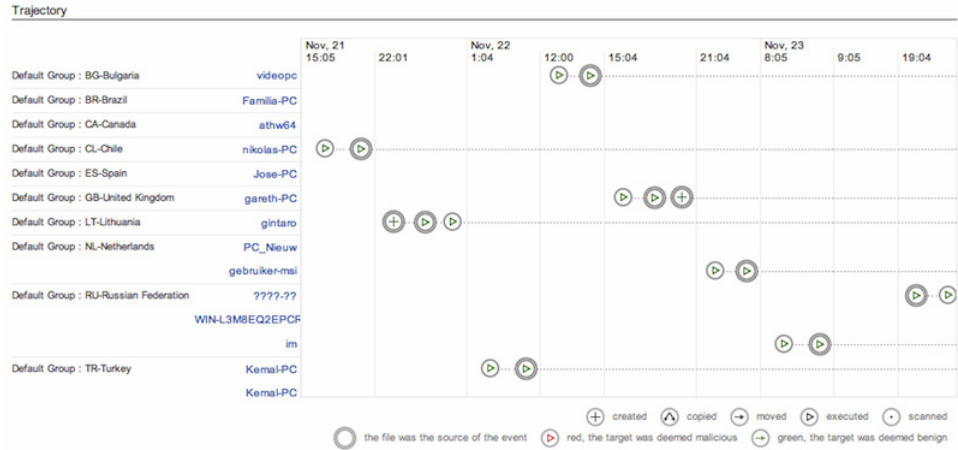 Trajectory
Nov, 21 Nov, 22 Nov, 23
15:05 22:01 1:04 12:00 15:04 21:04 8:05 9:05 19:04
Default Group : BG-Bulgaria videopc
Default Group : BR-Brazil Familia-PC
Default Group : CA-Canada athw64
Default Group : CL-Chile nikolas-PC
Default Group : ES-Spain Jose-PC
Default Group : GB-United Kingdom gareth-PC
Default Group : LT-Lithuania gintaro
Default Group : NL-Netherlands PC_Nieuw
gebruiker-msi
Default Group : RU-Russian Federation ????-??
WIN-L3M8EQ2EPCR
im
Default Group : TR-Turkey Kemal-PC
Kemal-PC
created copied moved executed scanned
the file was the source of the event red, the target was deemed malicious green, the target was deemed benign